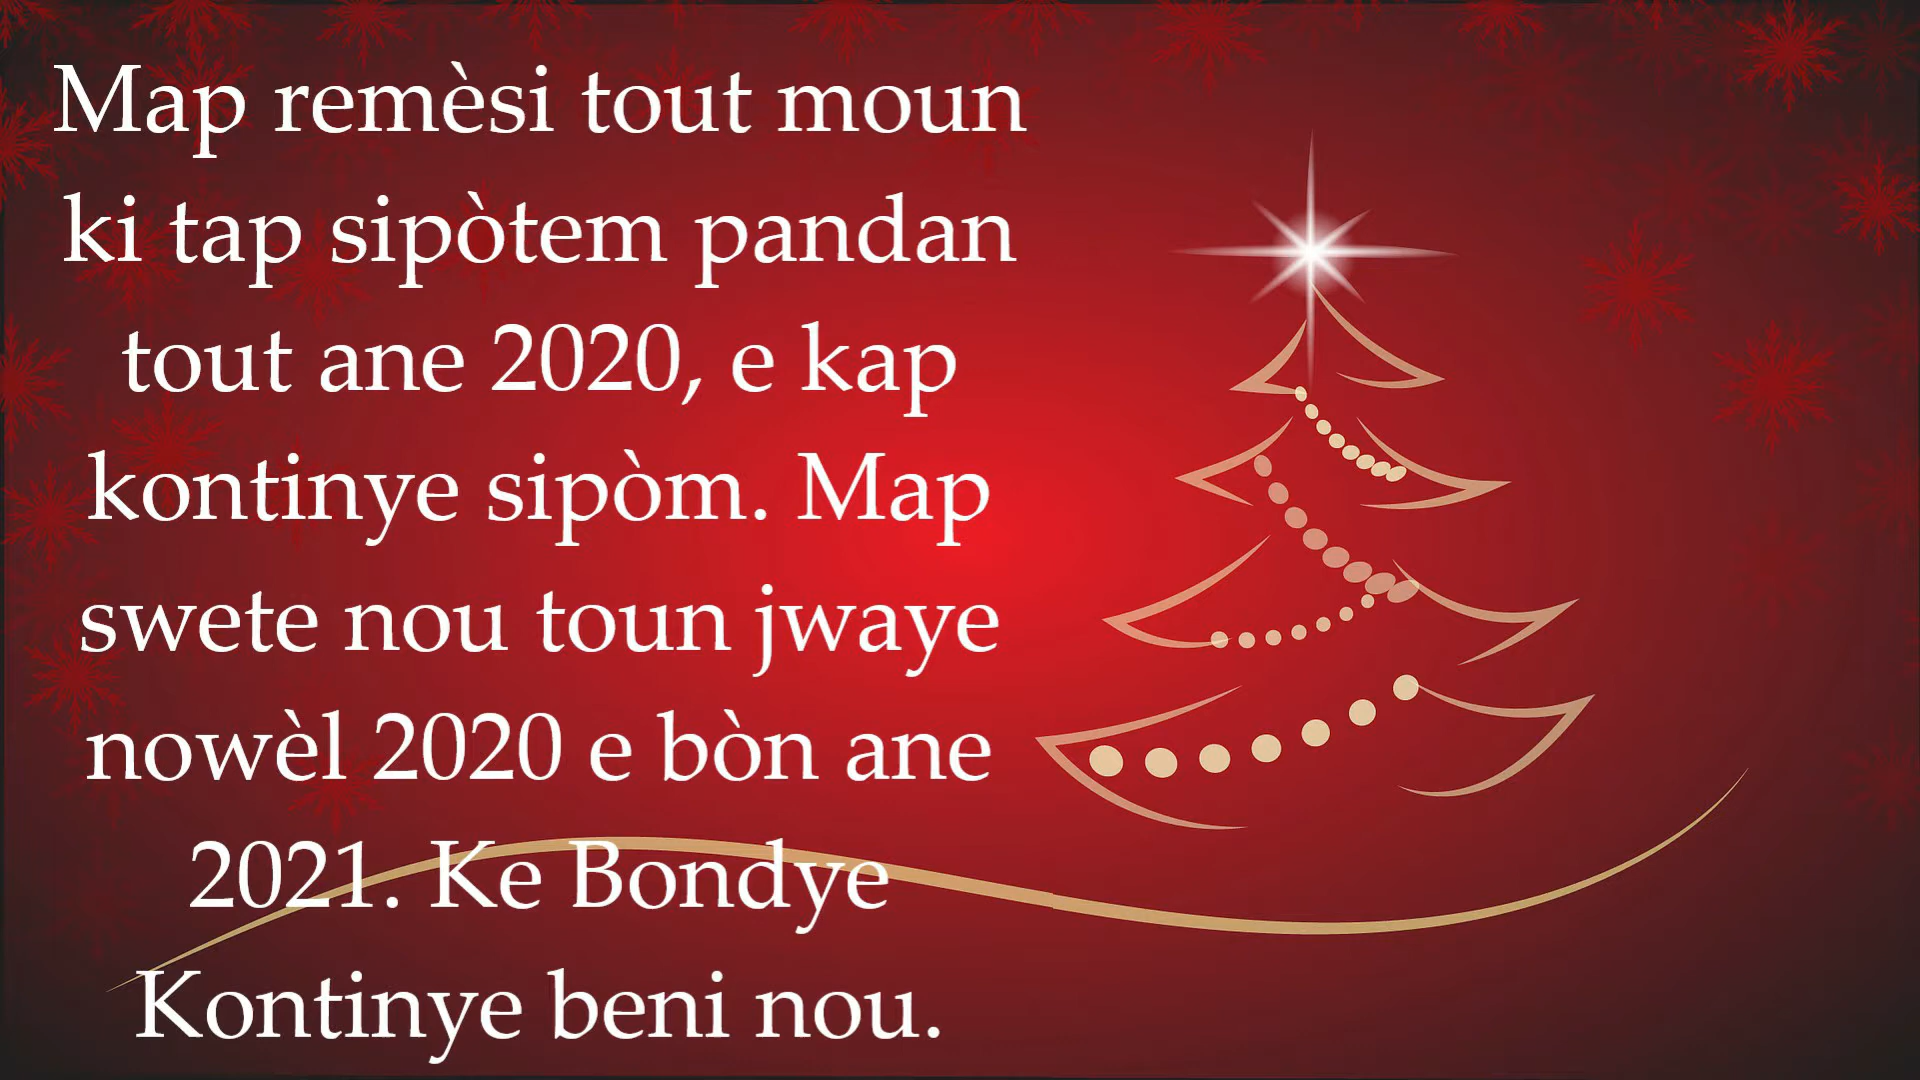 Map remèsi tout moun
ki tap sipòtem pandan
tout ane 2020, e kap
kontinye sipòm. Map
swete nou toun jwaye
nowèl 2020 e bòn ane
2021. Ke Bondye
Kontinye beni nou.